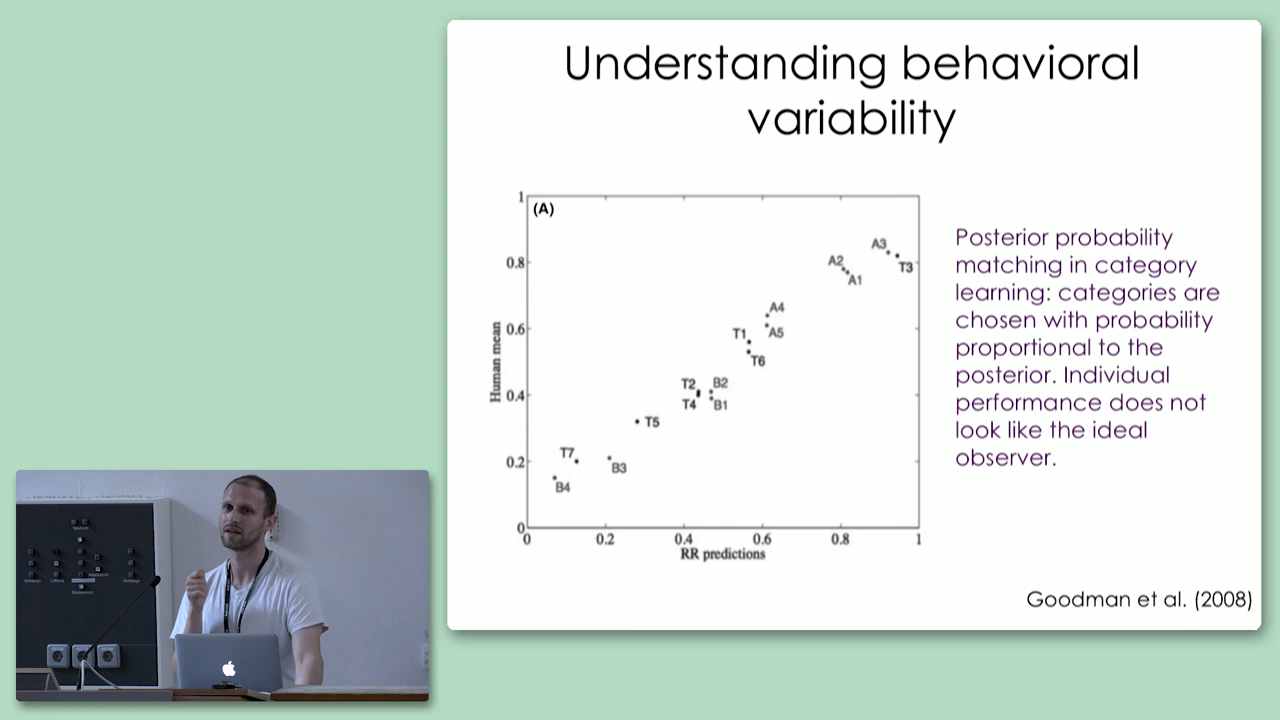 Understanding behavioral
variability
(A)
1
0.8
0.6
0.4
0.2
0
Human mean
A3
T3
A2
A1
A4
A5
T1
T6
T2
B2
T4
B1
T5
T7
B3
B4
0
0.2
0.4
0.6
0.8
1
RR predictions
Posterior probability
matching in category
learning: categories are
chosen with probability
proportional to the
posterior. Individual
performance does not
look like the ideal
observer.
Goodman et al. (2008)